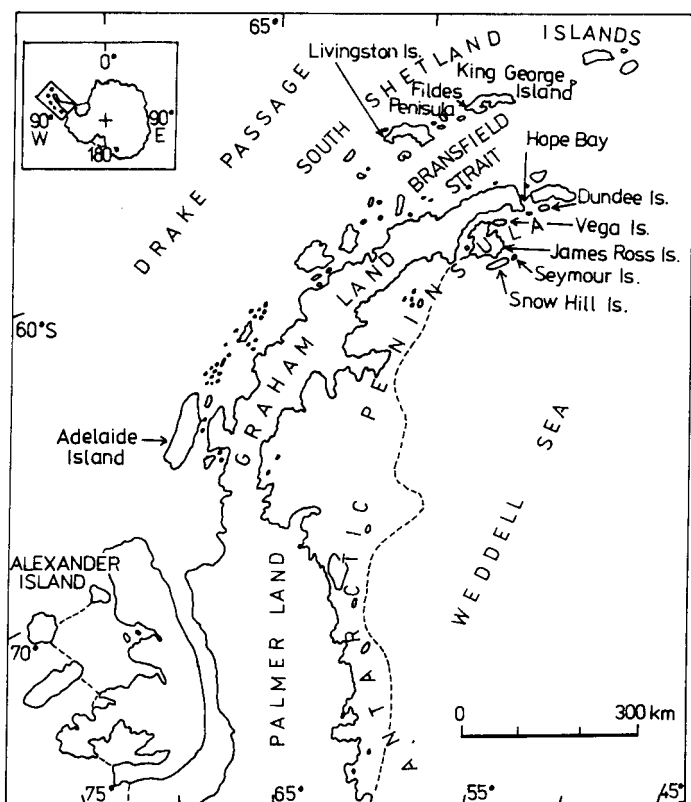 65°
ISLANDS
Livingston Is.
SOUTH SHETLAND
King George
Island
Fildes
Penisula
0°
90°
W
90°
E
180°
DRAKE PASSAGE
BRANSFIELD
STRAIT
Hope Bay
Dundee Is.
Vega Is.
James Ross Is.
Seymour Is.
Snow Hill Is.
60°S
GRAHAM LAND
ANTARCTIC PENINSULA
Adelaide
Island
WEDDELL SEA
ALEXANDER
ISLAND
PALMER LAND
70°
0 300 km
75°
65°
55°
45°